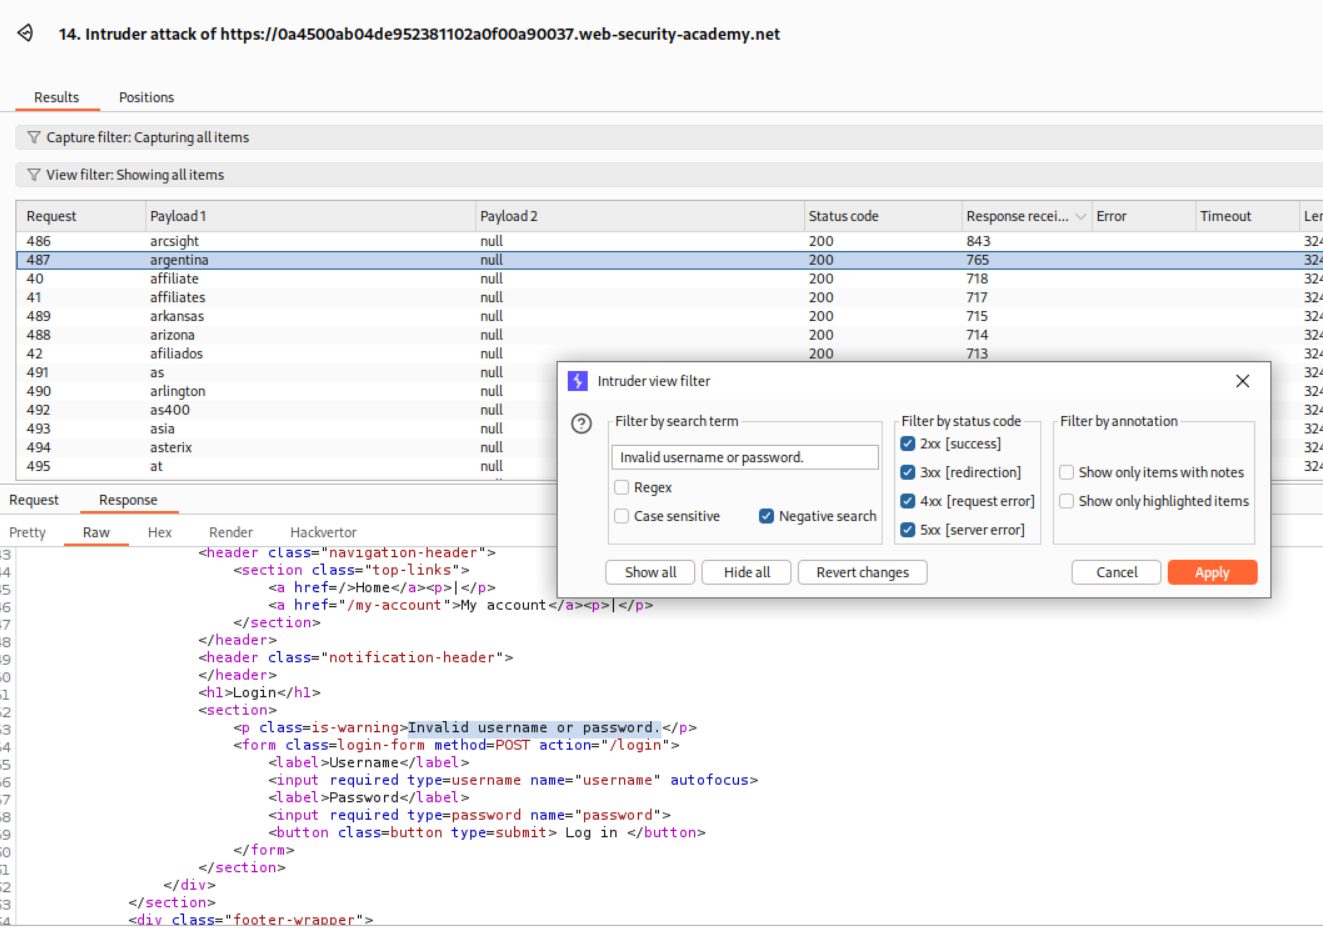 14. Intruder attack of https://0a4500ab04de952381102a0f00a90037.web-security-academy.net
Results Positions
Capture filter: Capturing all items
View filter: Showing all items
Request Payload 1 Payload 2 Status code Response recei... Error Timeout
486 arcsight null 200 843 324
487 argentina null 200 765 324
40 affiliate null 200 718 324
41 affiliates null 200 717 324
489 arkansas null 200 715 324
488 arizona null 200 714 324
42 afiliados null 200 713 324
491 as null 324
490 arlington null 324
492 as400 null 324
493 asia null 324
494 asterix null 324
495 at null 324
Intruder view filter
Filter by search term
Invalid username or password.
Regex
Case sensitive Negative search
Filter by status code
2xx [success]
3xx [redirection]
4xx [request error]
5xx [server error]
Filter by annotation
Show only items with notes
Show only highlighted items
Show all Hide all Revert changes Cancel Apply
Request Response
Pretty Raw Hex Render Hackvertor
<header class="navigation-header">
<section class="top-links">
<a href=/>Home</a><p>|</p>
<a href="/my-account">My account</a><p>|</p>
</section>
</header>
<header class="notification-header">
</header>
<h1>Login</h1>
<section>
<p class=is-warning>Invalid username or password.</p>
<form class=login-form method=POST action="/login">
<label>Username</label>
<input required type=username name="username" autofocus>
<label>Password</label>
<input required type=password name="password">
<button class=button type=submit> Log in </button>
</form>
</section>
</div>
</section>
<div class="footer-wrapper">